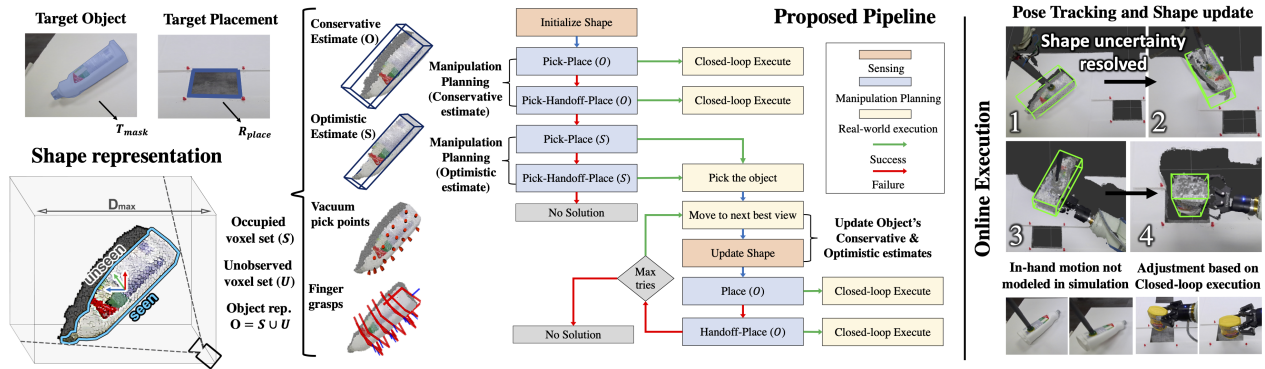 Target Object
Target Placement
T_mask
R_place
Shape representation
D_max
unseen
seen
Occupied
voxel set (S)
Unobserved
voxel set (U)
Object rep.
O = S ∪ U
Conservative
Estimate (O)
Optimistic
Estimate (S)
Vacuum
pick points
Finger
grasps
Proposed Pipeline
Initialize Shape
Manipulation
Planning
(Conservative
estimate)
Pick-Place (O)
Closed-loop Execute
Pick-Handoff-Place (O)
Closed-loop Execute
Manipulation
Planning
(Optimistic
estimate)
Pick-Place (S)
Pick-Handoff-Place (S)
Pick the object
No Solution
Move to next best view
Update Shape
Update Object's
Conservative &
Optimistic estimates
Max
tries
Place (O)
Closed-loop Execute
No Solution
Handoff-Place (O)
Closed-loop Execute
Sensing
Manipulation Planning
Real-world execution
Success
Failure
Online Execution
Pose Tracking and Shape update
Shape uncertainty
resolved
1
2
3
4
In-hand motion not
modeled in simulation
Adjustment based on
Closed-loop execution